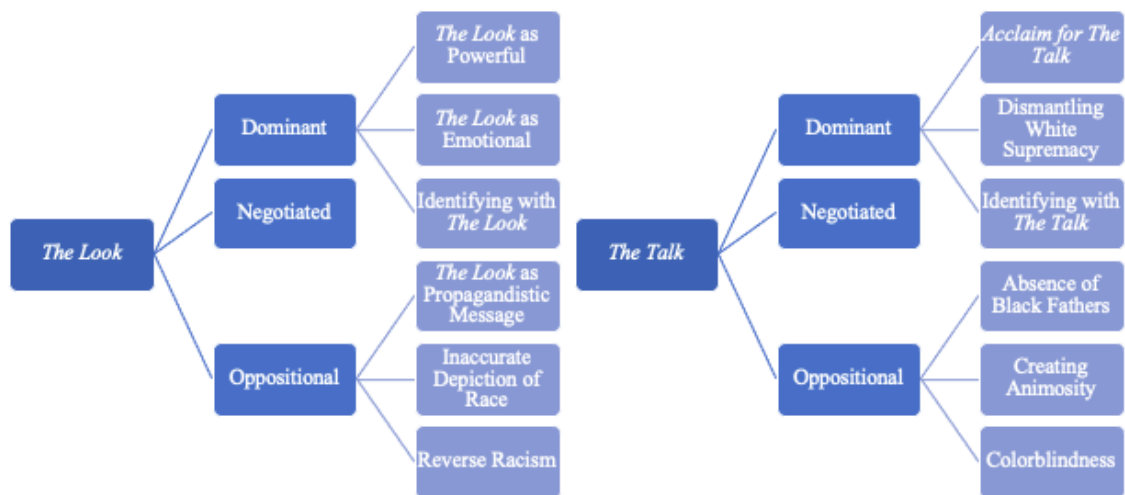 The Look
Dominant
The Look as
Powerful
The Look as
Emotional
Identifying with
The Look
Negotiated
Oppositional
The Look as
Propagandistic
Message
Inaccurate
Depiction of
Race
Reverse Racism
The Talk
Dominant
Acclaim for The
Talk
Dismantling
White
Supremacy
Identifying with
The Talk
Negotiated
Oppositional
Absence of
Black Fathers
Creating
Animosity
Colorblindness